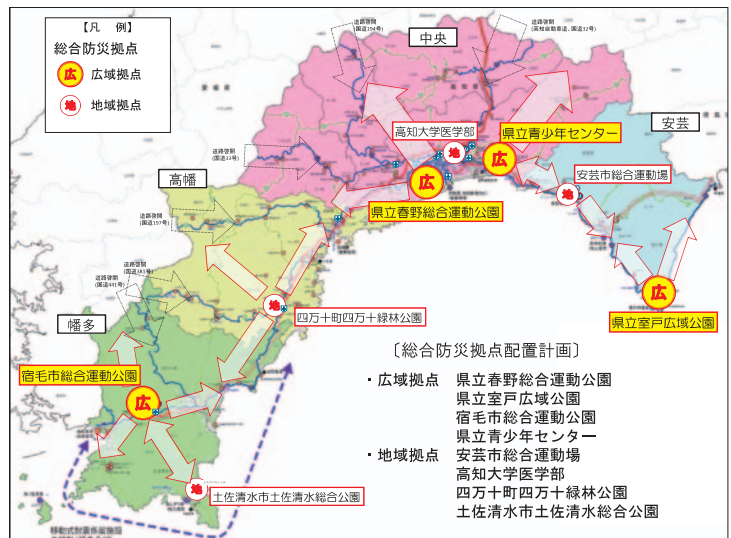 【凡 例】
総合防災拠点
広 広域拠点
地 地域拠点
道路啓開
(国道194号)
中央
道路啓開
(高知自動車道、国道32号)
高知大学医学部
地
県立青少年センター
広
安芸
道路啓開
(国道33号)
高幡
広
県立春野総合運動公園
安芸市総合運動場
地
道路啓開
(国道197号)
道路啓開
(国道381号)
道路啓開
(国道441号)
地
四万十町四万十緑林公園
広
県立室戸広域公園
幡多
宿毛市総合運動公園
広
地
土佐清水市土佐清水総合公園
〔総合防災拠点配置計画〕
・広域拠点 県立春野総合運動公園
県立室戸広域公園
宿毛市総合運動公園
県立青少年センター
・地域拠点 安芸市総合運動場
高知大学医学部
四万十町四万十緑林公園
土佐清水市土佐清水総合公園